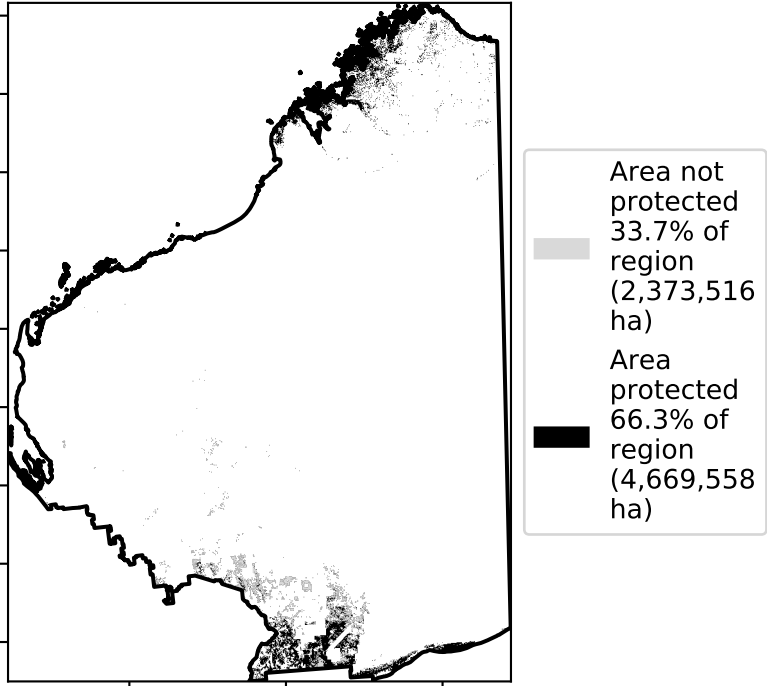 Area not
protected
33.7% of
region
(2,373,516
ha)
Area
protected
66.3% of
region
(4,669,558
ha)